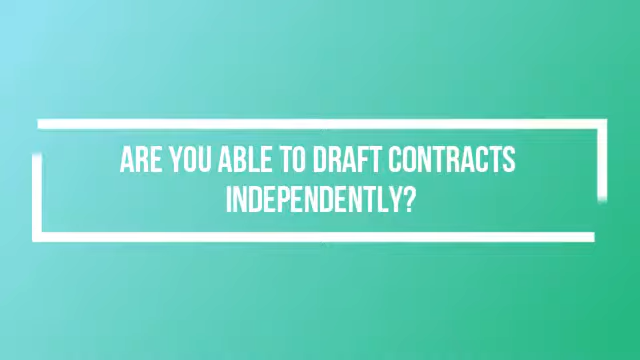 ARE YOU ABLE TO DRAFT CONTRACTS
INDEPENDENTLY?